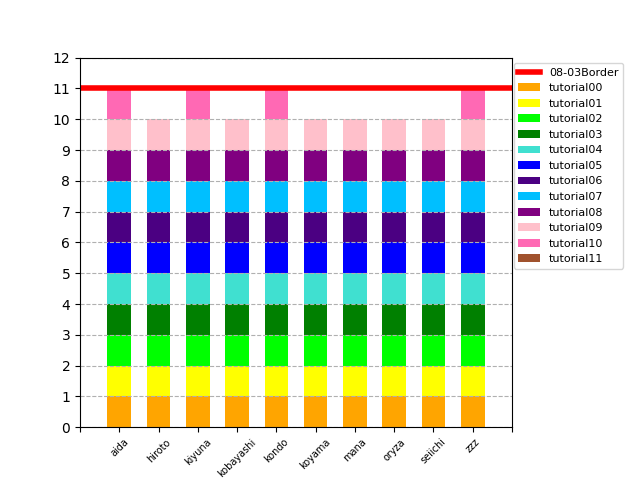 12
11
10
9
8
7
6
5
4
3
2
1
0
aida
hiroto
kiyuna
kobayashi
kondo
koyama
mana
oryza
seiichi
zzz
08-03Border
tutorial00
tutorial01
tutorial02
tutorial03
tutorial04
tutorial05
tutorial06
tutorial07
tutorial08
tutorial09
tutorial10
tutorial11